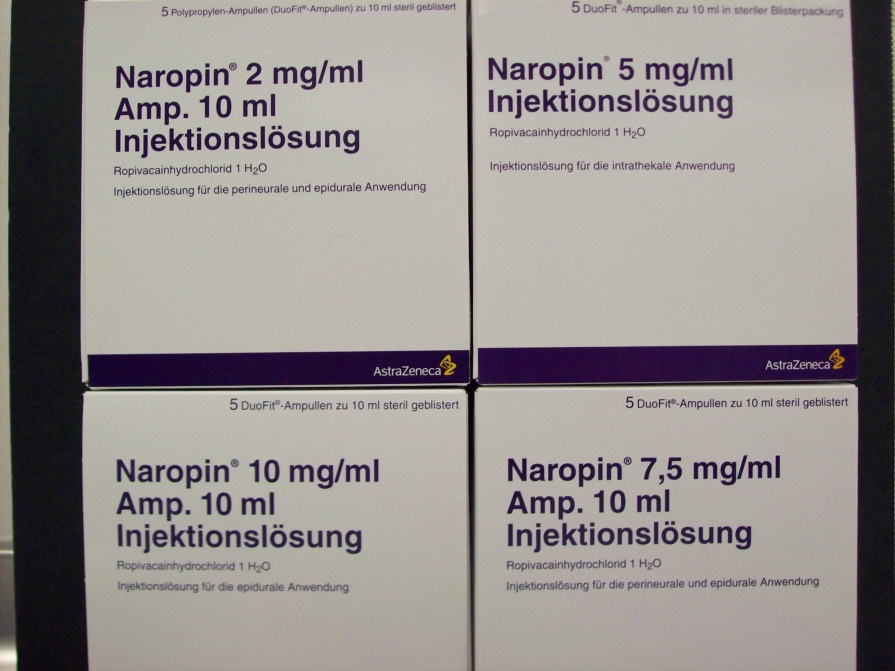 5 Polypropylen-Ampullen (DuoFit®-Ampullen) zu 10 ml steril geblistert
Naropin® 2 mg/ml
Amp. 10 ml
Injektionslösung
Ropivacainhydrochlorid 1 H₂O
Injektionslösung für die perineurale und epidurale Anwendung
AstraZeneca
5 DuoFit®-Ampullen zu 10 ml in steriler Blisterpackung
Naropin® 5 mg/ml
Injektionslösung
Ropivacainhydrochlorid 1 H₂O
Injektionslösung für die intrathekale Anwendung
AstraZeneca
5 DuoFit®-Ampullen zu 10 ml steril geblistert
Naropin® 10 mg/ml
Amp. 10 ml
Injektionslösung
Ropivacainhydrochlorid 1 H₂O
Injektionslösung für die epidurale Anwendung
5 DuoFit®-Ampullen zu 10 ml steril geblistert
Naropin® 7,5 mg/ml
Amp. 10 ml
Injektionslösung
Ropivacainhydrochlorid 1 H₂O
Injektionslösung für die perineurale und epidurale Anwendung